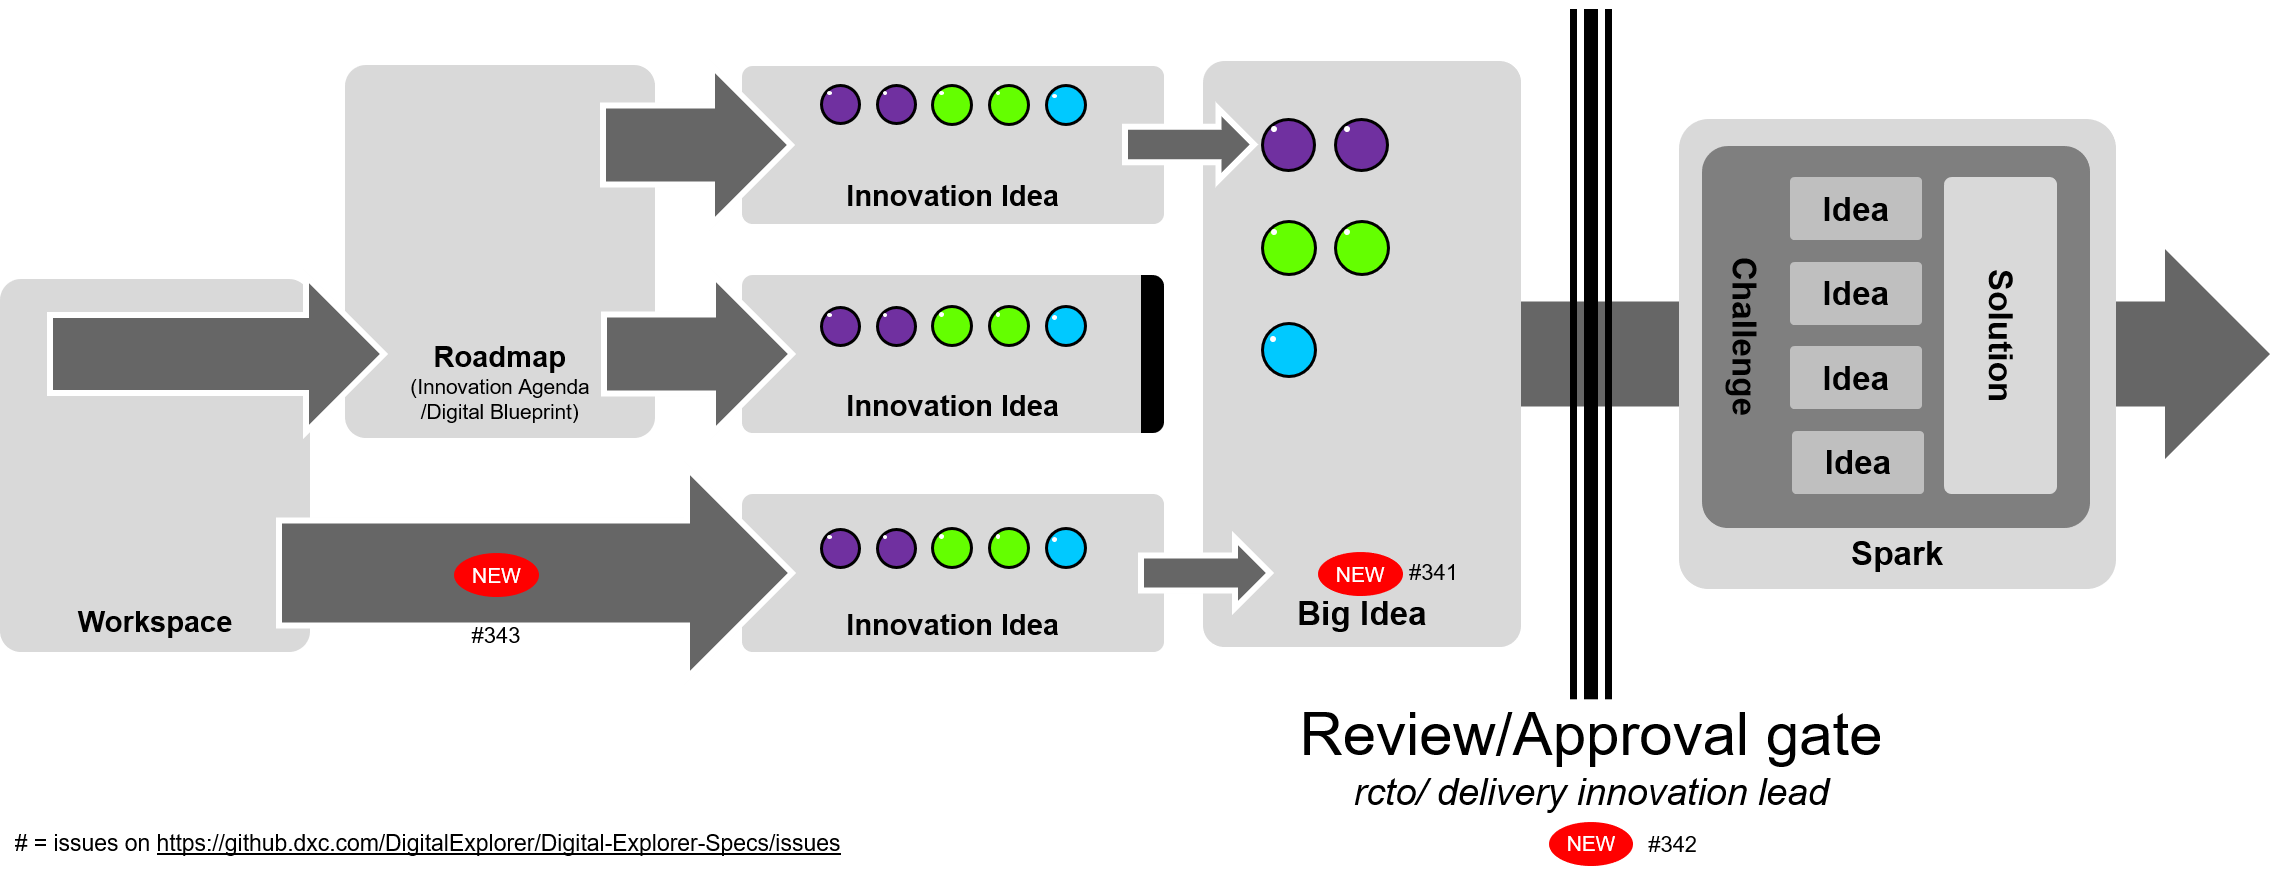 Innovation Idea
Roadmap
(Innovation Agenda
/Digital Blueprint)
Innovation Idea
Workspace
NEW
#343
Innovation Idea
NEW #341
Big Idea
Challenge
Idea
Idea
Idea
Idea
Solution
Spark
Review/Approval gate
rcto/ delivery innovation lead
NEW #342
# = issues on https://github.dxc.com/DigitalExplorer/Digital-Explorer-Specs/issues